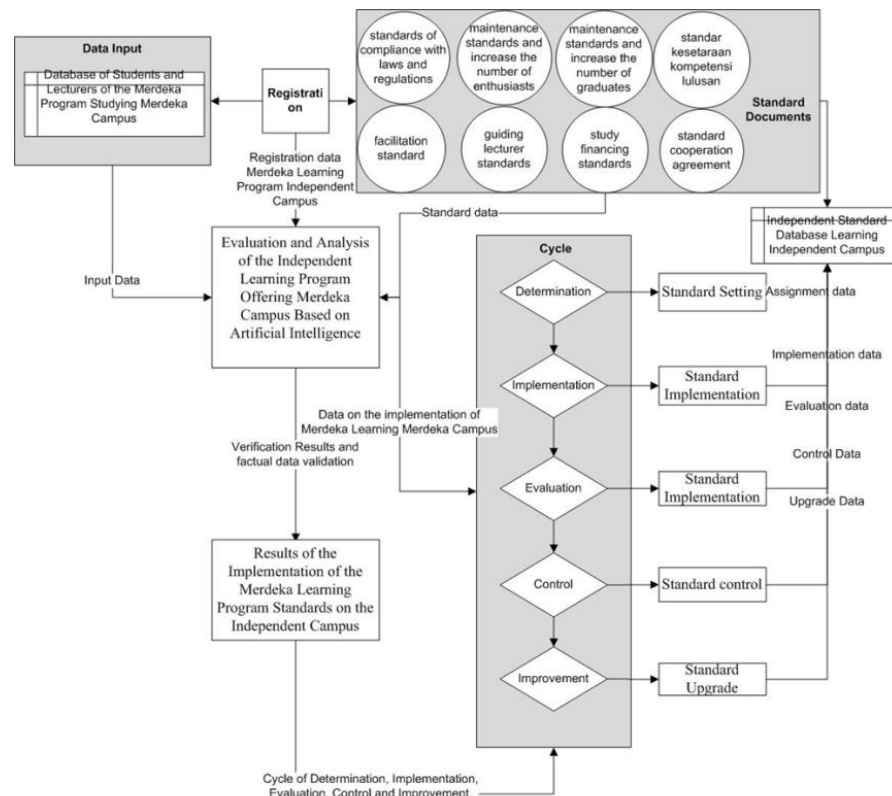 Data Input
Database of Students and
Lecturers of the Merdeka
Program Studying Merdeka
Campus
Registrati
on
standards of
compliance with
laws and
regulations
maintenance
standards and
increase the
number of
enthusiasts
maintenance
standards and
increase the
number of
graduates
standar
kesetaraan
kompetensi
lulusan
Standard
Documents
facilitation
standard
guiding
lecturer
standards
study
financing
standards
standard
cooperation
agreement
Registration data
Merdeka Learning
Program Independent
Campus
Standard data
Independent Standard
Database Learning
Independent Campus
Input Data
Evaluation and Analysis
of the Independent
Learning Program
Offering Merdeka
Campus Based on
Artificial Intelligence
Cycle
Determination
Standard Setting
Assignment data
Implementation data
Implementation
Standard
Implementation
Evaluation data
Data on the implementation of
Merdeka Learning Merdeka Campus
Verification Results and
factual data validation
Control Data
Evaluation
Standard
Implementation
Upgrade Data
Results of the
Implementation of the
Merdeka Learning
Program Standards on the
Independent Campus
Control
Standard control
Improvement
Standard
Upgrade
Cycle of Determination, Implementation,
Evaluation, Control and Improvement.